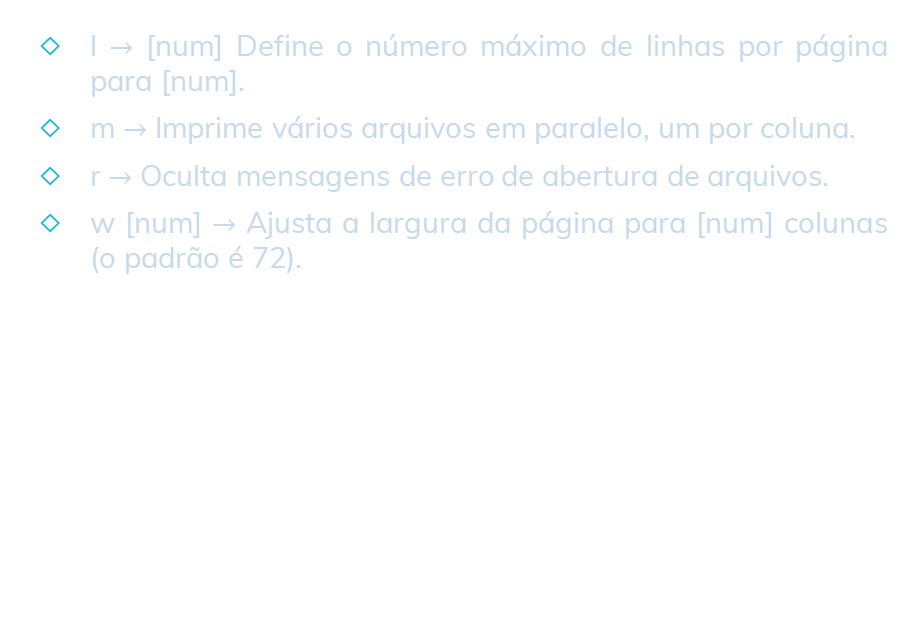 l → [num] Define o número máximo de linhas por página
para [num].
m → Imprime vários arquivos em paralelo, um por coluna.
r → Oculta mensagens de erro de abertura de arquivos.
w [num] → Ajusta a largura da página para [num] colunas
(o padrão é 72).